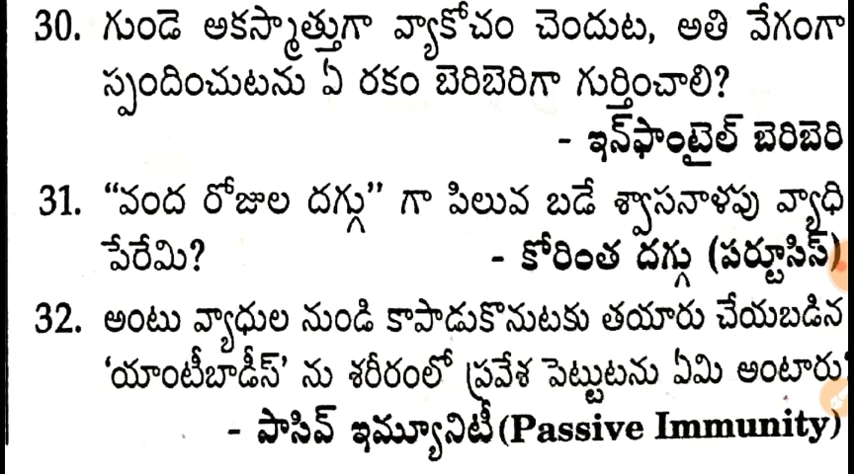 30. గుండె అకస్మాత్తుగా వ్యాకోచం చెందుట, అతి వేగంగా
స్పందించుటను ఏ రకం బెరిబెరిగా గుర్తించాలి?
- ఇన్‌ఫాంటైల్ బెరిబెరి
31. “వంద రోజుల దగ్గు” గా పిలువ బడే శ్వాసనాళపు వ్యాధి
పేరేమి? - కోరింత దగ్గు (పర్టూసిస్)
32. అంటు వ్యాధుల నుండి కాపాడుకొనుటకు తయారు చేయబడిన
‘యాంటీబాడీస్’ ను శరీరంలో ప్రవేశ పెట్టుటను ఏమి అంటారు?
- పాసివ్ ఇమ్యూనిటీ (Passive Immunity)